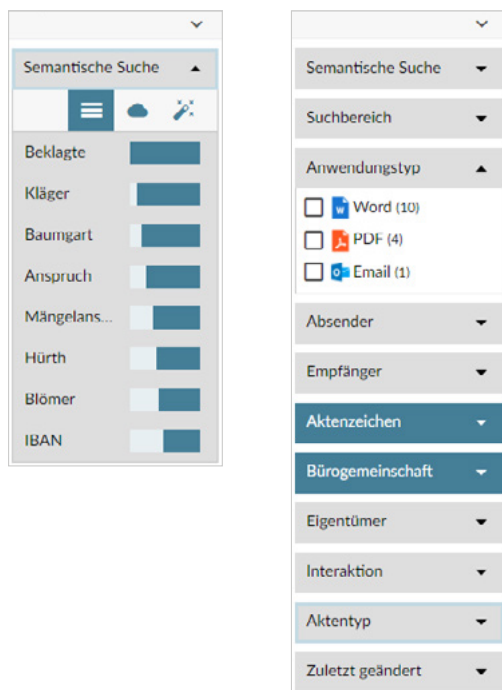 Semantische Suche
Beklagte
Kläger
Baumgart
Anspruch
Mängelans...
Hürth
Blömer
IBAN
Semantische Suche
Suchbereich
Anwendungstyp
Word (10)
PDF (4)
Email (1)
Absender
Empfänger
Aktenzeichen
Bürogemeinschaft
Eigentümer
Interaktion
Aktentyp
Zuletzt geändert